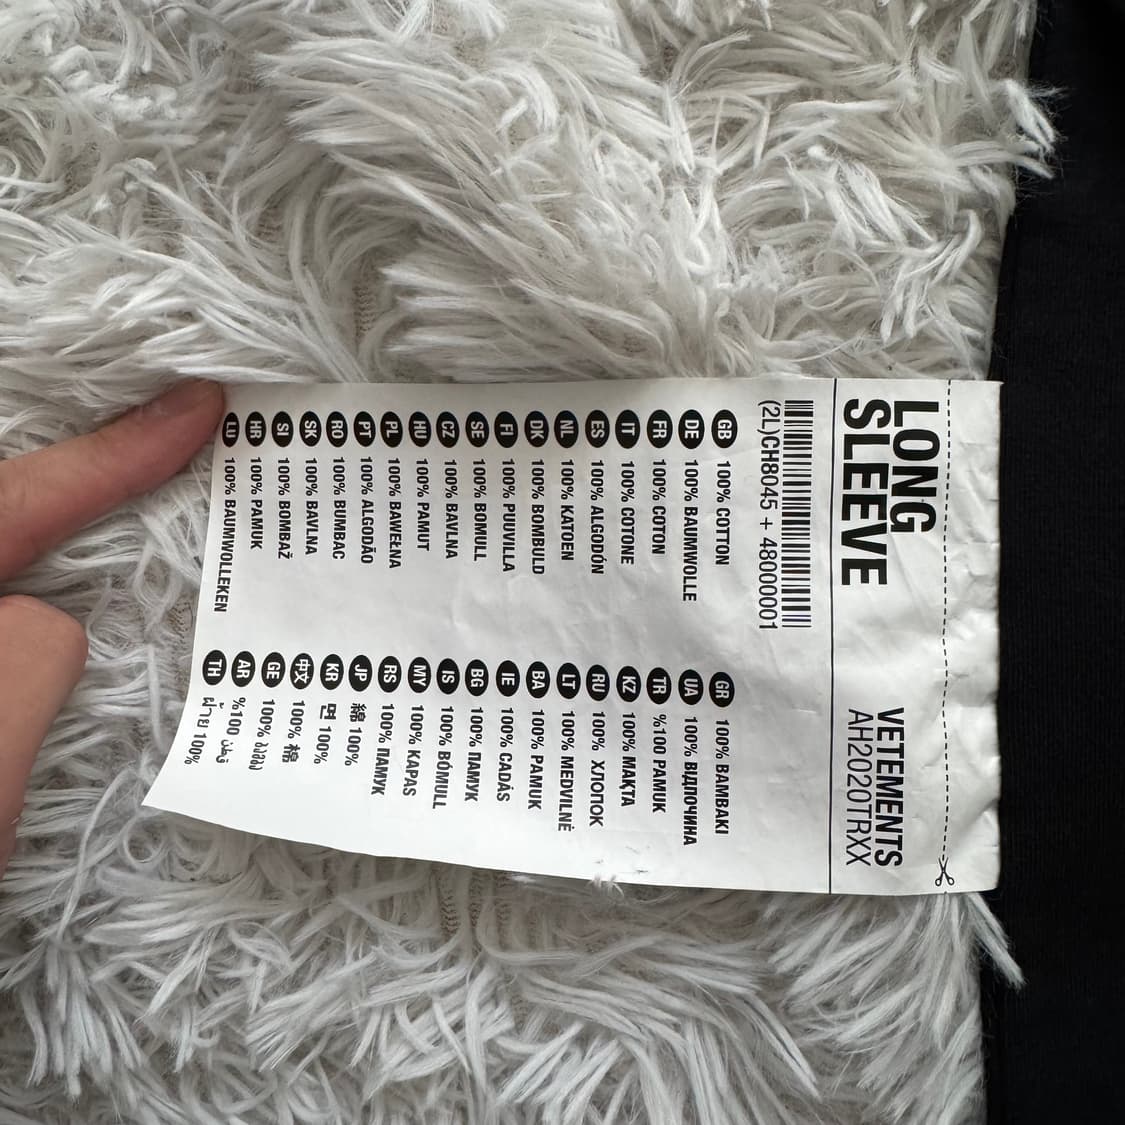 LONG
SLEEVE
VETEMENTS
AH2020TRXX
(2L)CH8045 + 48000001
GB 100% COTTON
DE 100% BAUMWOLLE
FR 100% COTON
IT 100% COTONE
ES 100% ALGODÓN
NL 100% KATOEN
DK 100% BOMBULD
FI 100% PUUVILLA
SE 100% BOMULL
CZ 100% BAVLNA
HU 100% PAMUT
PL 100% BAWEŁNA
PT 100% ALGODÃO
RO 100% BUMBAC
SK 100% BAVLNA
SI 100% BOMBAŽ
HR 100% PAMUK
LU 100% BAUMWOLLEKEN
GR 100% BAMBAKI
UA 100% ВІДПОЧИНА
TR %100 PAMUK
KZ 100% МАҚТА
RU 100% ХЛОПОК
LT 100% MEDVILNĖ
BA 100% PAMUK
IE 100% CADÁS
BG 100% ПАМУК
IS 100% BÓMULL
MY 100% KAPAS
RS 100% ПАМУК
JP 綿 100%
KR 면 100%
中文 100% 棉
GE 100% ბამბა
AR %100 قطن
TH ฝ้าย 100%